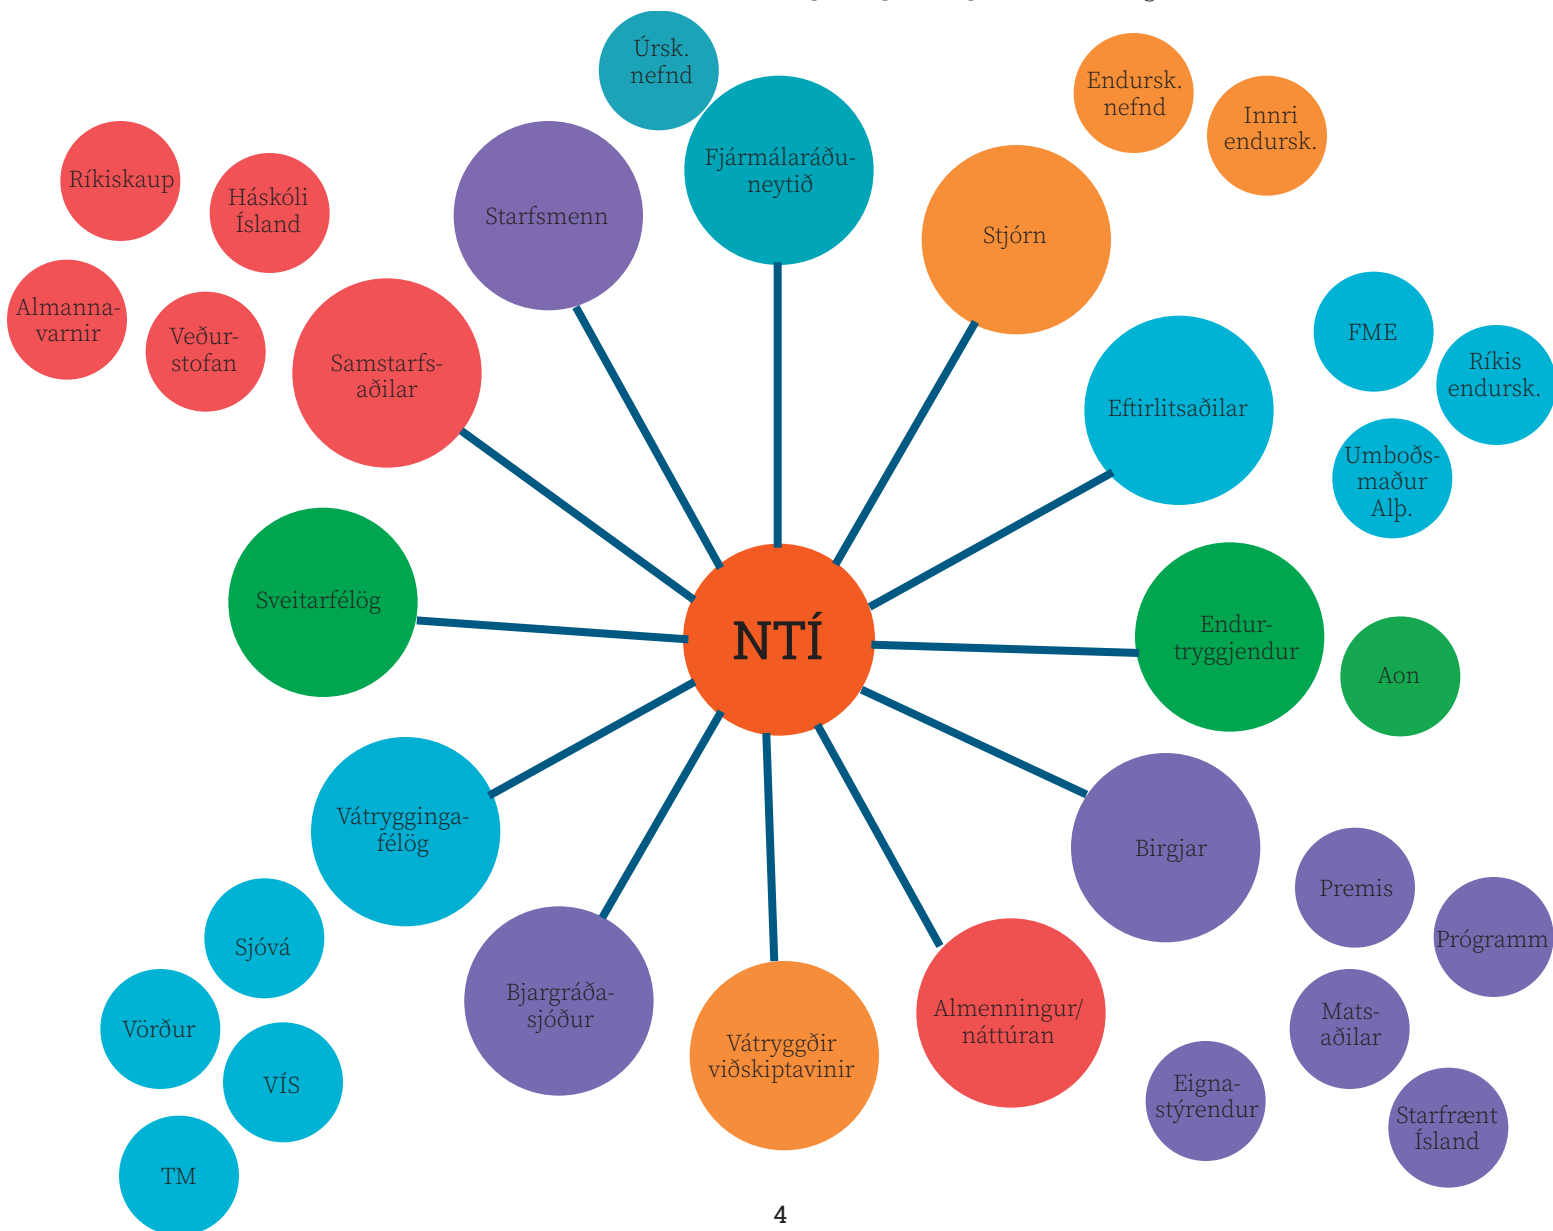 Úrsk.
nefnd
Fjármálaráðu-
neytið
Endursk.
nefnd
Innri
endursk.
Stjórn
Starfsmenn
Ríkiskaup
Háskóli
Ísland
Almanna-
varnir
Veður-
stofan
Samstarfs-
aðilar
FME
Ríkis
endursk.
Umboðs-
maður
Alþ.
Eftirlitsaðilar
Sveitarfélög
NTÍ
Endur-
tryggjendur
Aon
Vátrygginga-
félög
Sjóvá
Vörður
VÍS
TM
Bjargráða-
sjóður
Vátryggðir
viðskiptavinir
Almenningur/
náttúran
Birgjar
Premis
Prógramm
Mats-
aðilar
Eigna-
stýrendur
Starfrænt
Ísland
4